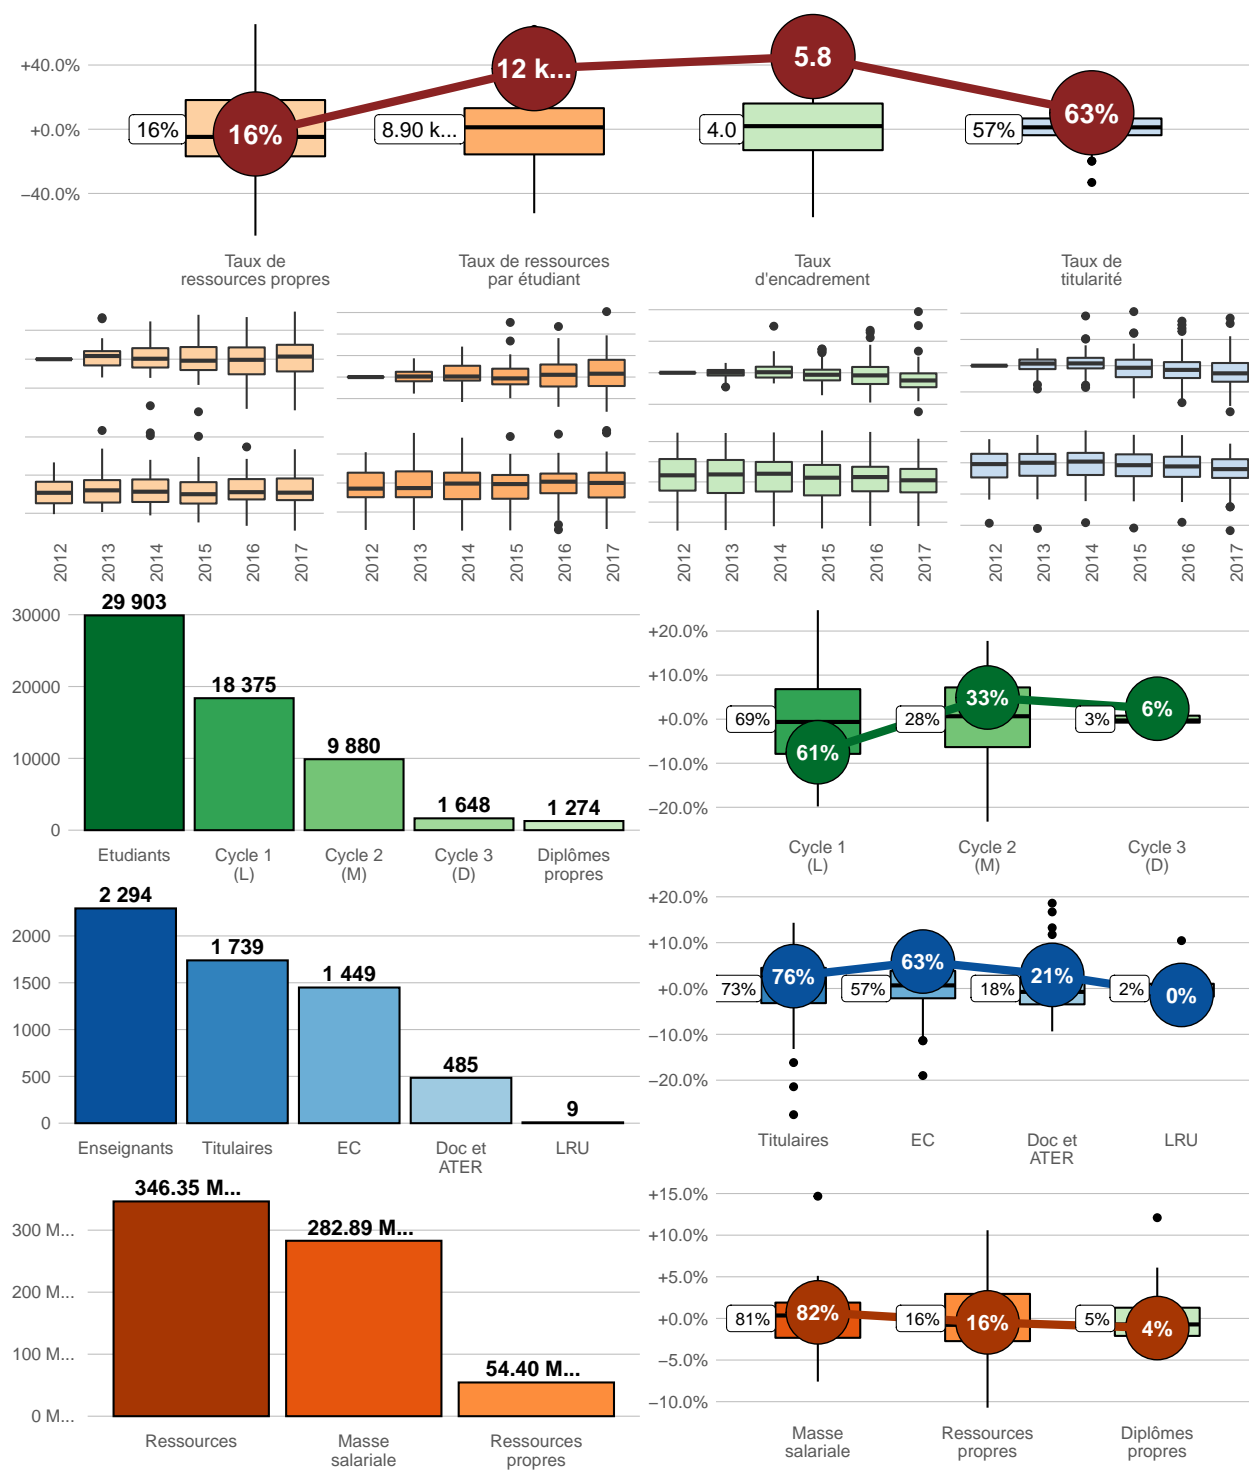 +40.0%
+0.0%
−40.0%
16%
16%
8.90 k...
12 k...
4.0
5.8
57%
63%
Taux de
ressources propres
Taux de ressources
par étudiant
Taux
d'encadrement
Taux de
titularité
2012
2013
2014
2015
2016
2017
2012
2013
2014
2015
2016
2017
2012
2013
2014
2015
2016
2017
2012
2013
2014
2015
2016
2017
30000
20000
10000
0
29 903
18 375
9 880
1 648
1 274
Etudiants
Cycle 1
(L)
Cycle 2
(M)
Cycle 3
(D)
Diplômes
propres
+20.0%
+10.0%
+0.0%
−10.0%
−20.0%
69%
61%
28%
33%
3%
6%
Cycle 1
(L)
Cycle 2
(M)
Cycle 3
(D)
2000
1500
1000
500
0
2 294
1 739
1 449
485
9
Enseignants
Titulaires
EC
Doc et
ATER
LRU
+20.0%
+10.0%
+0.0%
−10.0%
−20.0%
73%
76%
57%
63%
18%
21%
2%
0%
Titulaires
EC
Doc et
ATER
LRU
300 M...
200 M...
100 M...
0 M...
346.35 M...
282.89 M...
54.40 M...
Ressources
Masse
salariale
Ressources
propres
+15.0%
+10.0%
+5.0%
+0.0%
−5.0%
−10.0%
81%
82%
16%
16%
5%
4%
Masse
salariale
Ressources
propres
Diplômes
propres